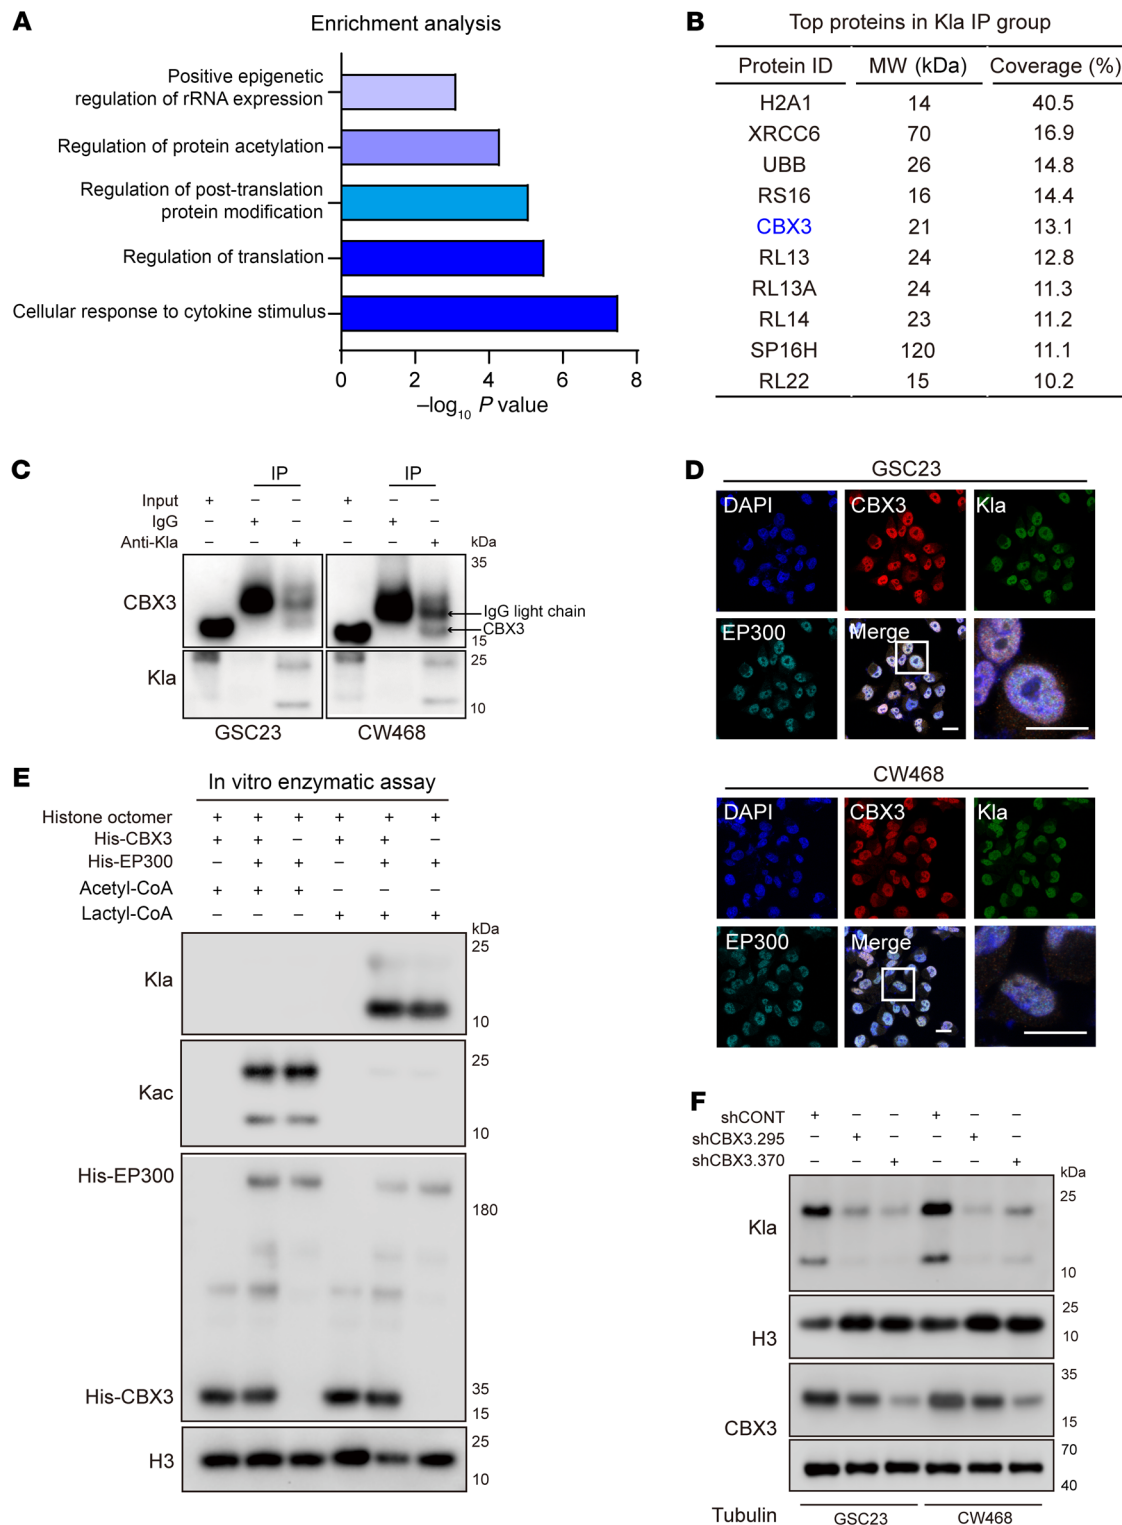 A
Enrichment analysis
Positive epigenetic
regulation of rRNA expression
Regulation of protein acetylation
Regulation of post-translation
protein modification
Regulation of translation
Cellular response to cytokine stimulus
0 2 4 6 8
–log10 P value
B
Top proteins in Kla IP group
Protein ID MW (kDa) Coverage (%)
H2A1 14 40.5
XRCC6 70 16.9
UBB 26 14.8
RS16 16 14.4
CBX3 21 13.1
RL13 24 12.8
RL13A 24 11.3
RL14 23 11.2
SP16H 120 11.1
RL22 15 10.2
C
IP IP
Input + – – + – –
IgG – + – – + –
Anti-Kla – – + – – + kDa
35
CBX3
IgG light chain
CBX3
15
Kla
25
10
GSC23 CW468
D
GSC23
DAPI CBX3 Kla
EP300 Merge
CW468
DAPI CBX3 Kla
EP300 Merge
E
In vitro enzymatic assay
Histone octomer + + + + + +
His-CBX3 + + – + + –
His-EP300 – + + – + +
Acetyl-CoA + + + – – –
Lactyl-CoA – – – + + +
kDa
25
Kla
10
25
Kac
10
His-EP300
180
His-CBX3
35
15
25
H3
10
F
shCONT + – – + – –
shCBX3.295 – + – – + –
shCBX3.370 – – + – – +
kDa
25
Kla
10
25
H3
10
35
CBX3
15
70
40
Tubulin
GSC23 CW468